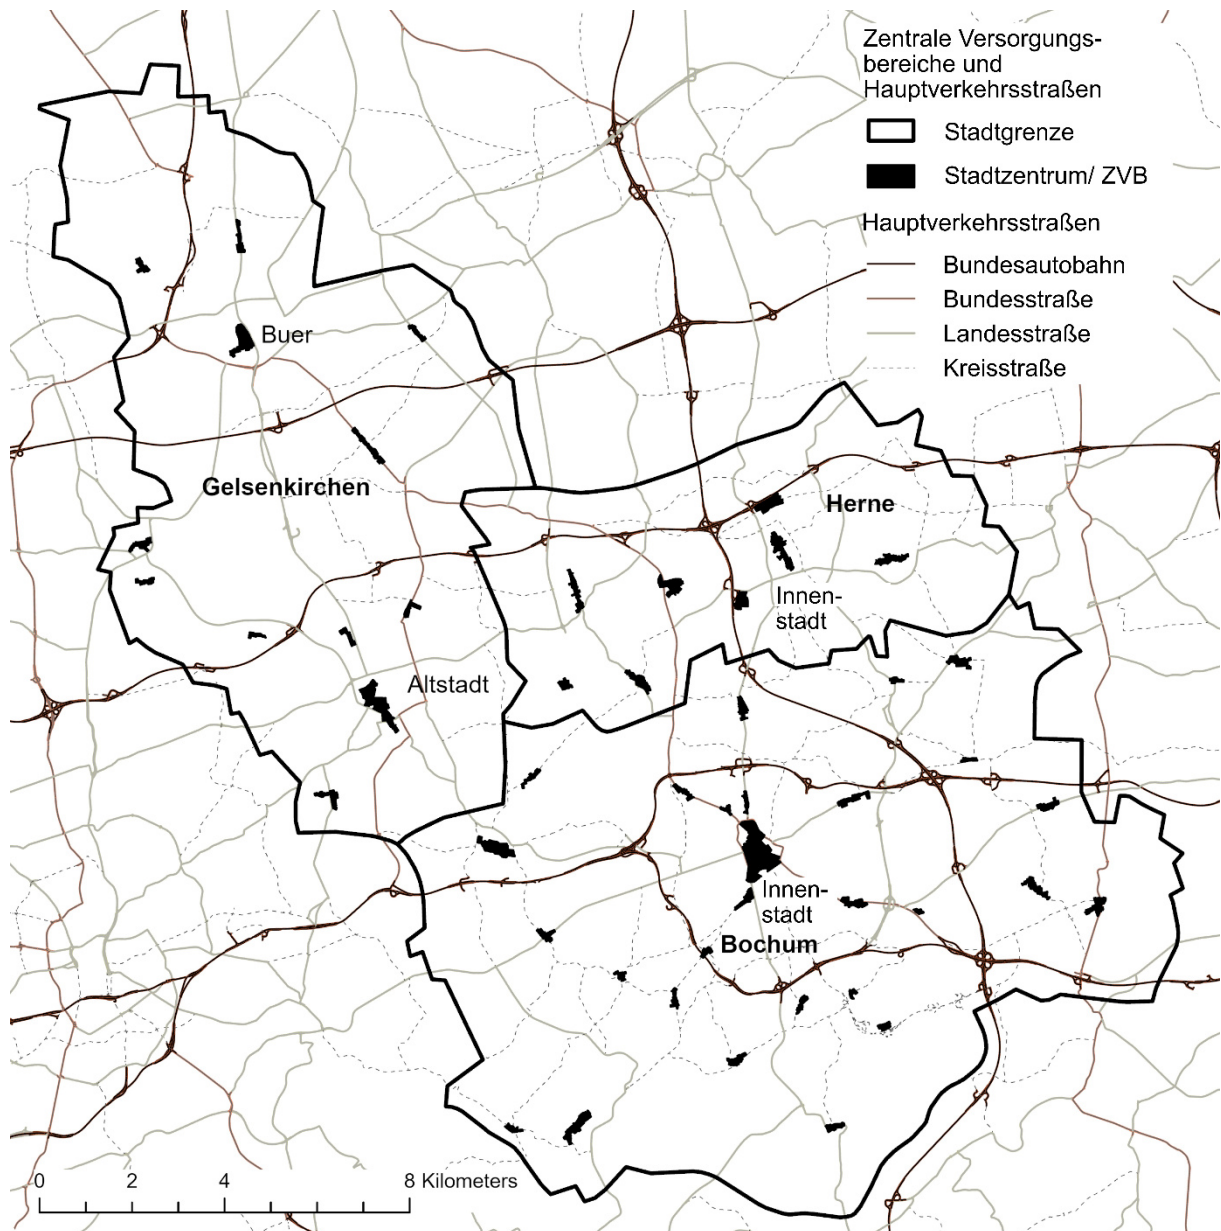 Zentrale Versorgungs-
bereiche und
Hauptverkehrsstraßen
Stadtgrenze
Stadtzentrum/ ZVB
Hauptverkehrsstraßen
Bundesautobahn
Bundesstraße
Landesstraße
Kreisstraße
Buer
Gelsenkirchen
Herne
Innen-
stadt
Altstadt
Innen-
stadt
Bochum
0 2 4 8 Kilometers